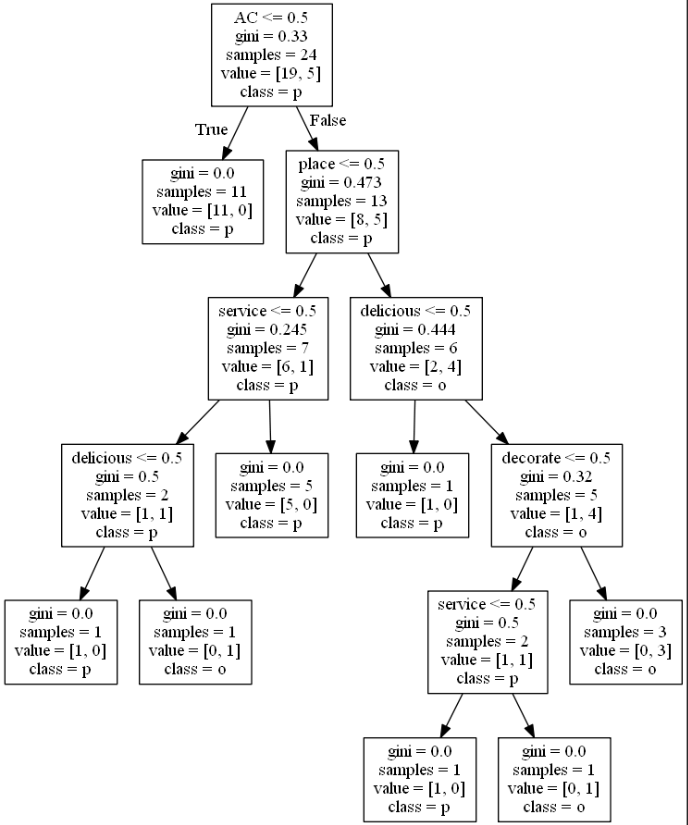 AC <= 0.5
gini = 0.33
samples = 24
value = [19, 5]
class = p
True
False
gini = 0.0
samples = 11
value = [11, 0]
class = p
place <= 0.5
gini = 0.473
samples = 13
value = [8, 5]
class = p
service <= 0.5
gini = 0.245
samples = 7
value = [6, 1]
class = p
delicious <= 0.5
gini = 0.444
samples = 6
value = [2, 4]
class = o
delicious <= 0.5
gini = 0.5
samples = 2
value = [1, 1]
class = p
gini = 0.0
samples = 5
value = [5, 0]
class = p
gini = 0.0
samples = 1
value = [1, 0]
class = p
decorate <= 0.5
gini = 0.32
samples = 5
value = [1, 4]
class = o
gini = 0.0
samples = 1
value = [1, 0]
class = p
gini = 0.0
samples = 1
value = [0, 1]
class = o
service <= 0.5
gini = 0.5
samples = 2
value = [1, 1]
class = p
gini = 0.0
samples = 3
value = [0, 3]
class = o
gini = 0.0
samples = 1
value = [1, 0]
class = p
gini = 0.0
samples = 1
value = [0, 1]
class = o